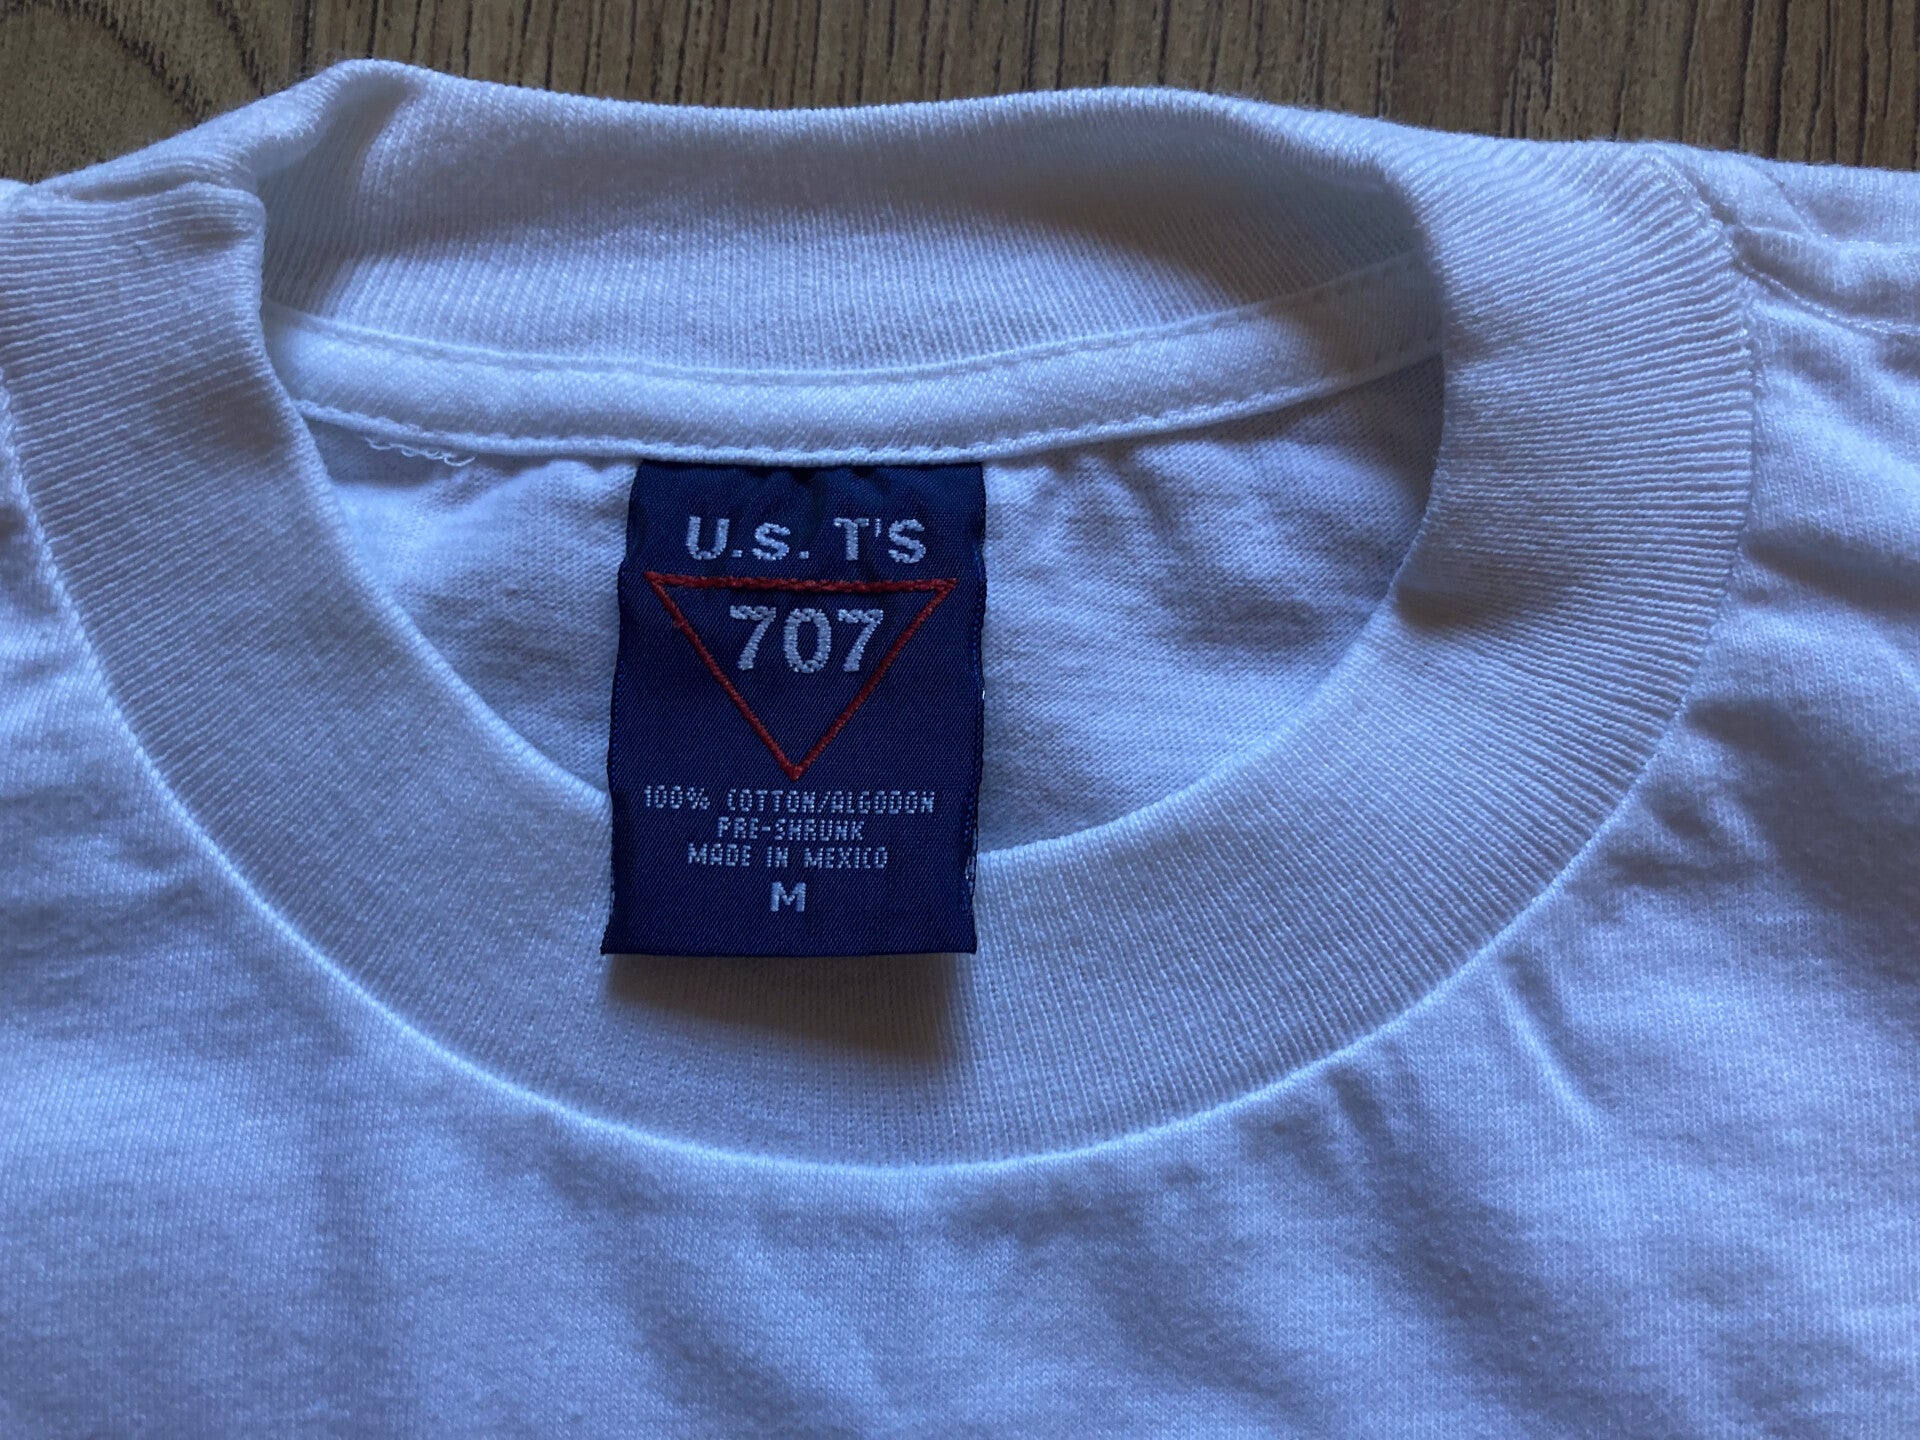 U.S. T'S
707
100% COTTON/ALGODON
PRE-SHRUNK
MADE IN MEXICO
M